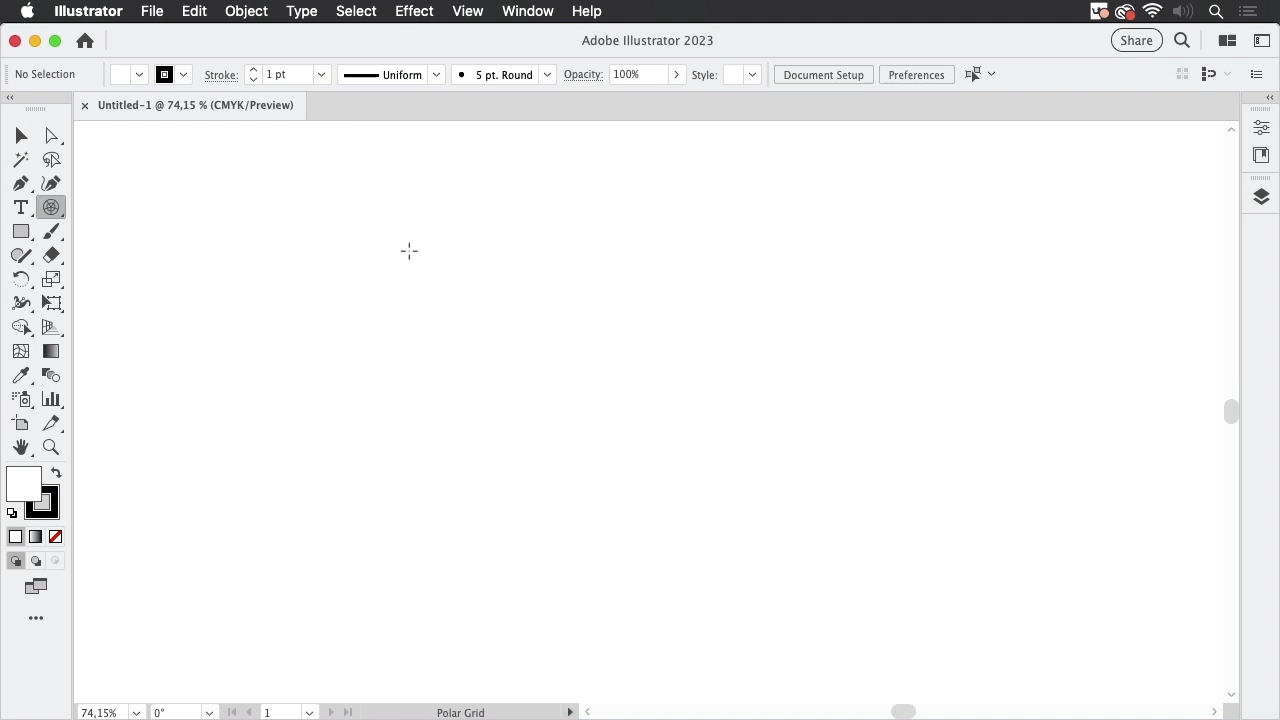 Illustrator File Edit Object Type Select Effect View Window Help
Adobe Illustrator 2023
Share
No Selection
Stroke:
1 pt
Uniform
5 pt. Round
Opacity:
100%
Style:
Document Setup
Preferences
Untitled-1 @ 74,15 % (CMYK/Preview)
74,15%
0°
1
Polar Grid